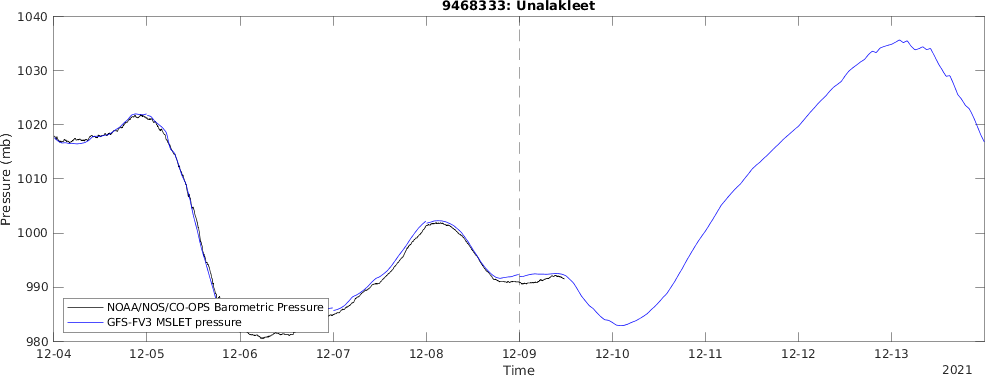 9468333: Unalakleet
1040
1030
1020
1010
1000
990
980
Pressure (mb)
NOAA/NOS/CO-OPS Barometric Pressure
GFS-FV3 MSLET pressure
12-04 12-05 12-06 12-07 12-08 12-09 12-10 12-11 12-12 12-13
Time
2021